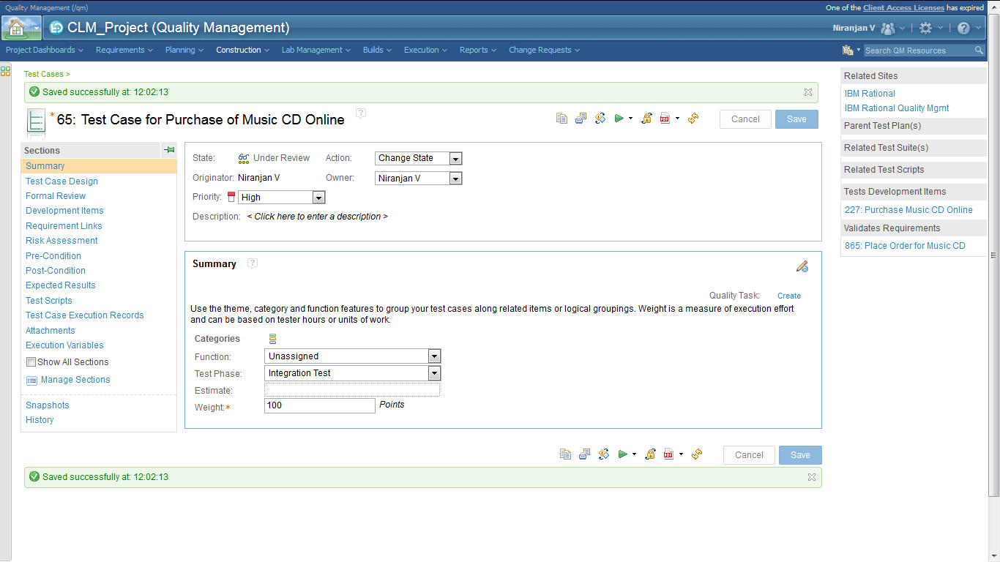 Quality Management (/qm)
One of the Client Access Licenses has expired
CLM_Project (Quality Management)
Niranjan V
Project Dashboards
Requirements
Planning
Construction
Lab Management
Builds
Execution
Reports
Change Requests
Search QM Resources
Test Cases >
Saved successfully at: 12:02:13
*65: Test Case for Purchase of Music CD Online
?
PDF
Cancel
Save
Sections
Summary
Test Case Design
Formal Review
Development Items
Requirement Links
Risk Assessment
Pre-Condition
Post-Condition
Expected Results
Test Scripts
Test Case Execution Records
Attachments
Execution Variables
Show All Sections
Manage Sections
Snapshots
History
State: Under Review Action: Change State
Originator: Niranjan V Owner: Niranjan V
Priority: High
Description: < Click here to enter a description >
Summary ?
Quality Task: Create
Use the theme, category and function features to group your test cases along related items or logical groupings. Weight is a measure of execution effort
and can be based on tester hours or units of work.
Categories
Function: Unassigned
Test Phase: Integration Test
Estimate:
Weight:* 100 Points
PDF
Cancel
Save
Saved successfully at: 12:02:13
Related Sites
IBM Rational
IBM Rational Quality Mgmt
Parent Test Plan(s)
Related Test Suite(s)
Related Test Scripts
Tests Development Items
227: Purchase Music CD Online
Validates Requirements
865: Place Order for Music CD